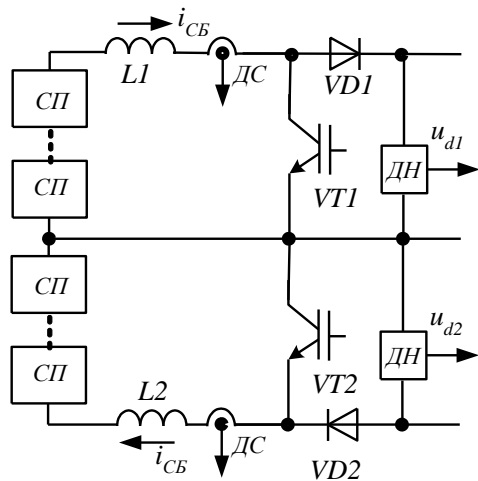 i_СБ
L1
ДС
VD1
СП
u_d1
ДН
VT1
СП
СП
u_d2
ДН
VT2
СП
L2
ДС
i_СБ
VD2